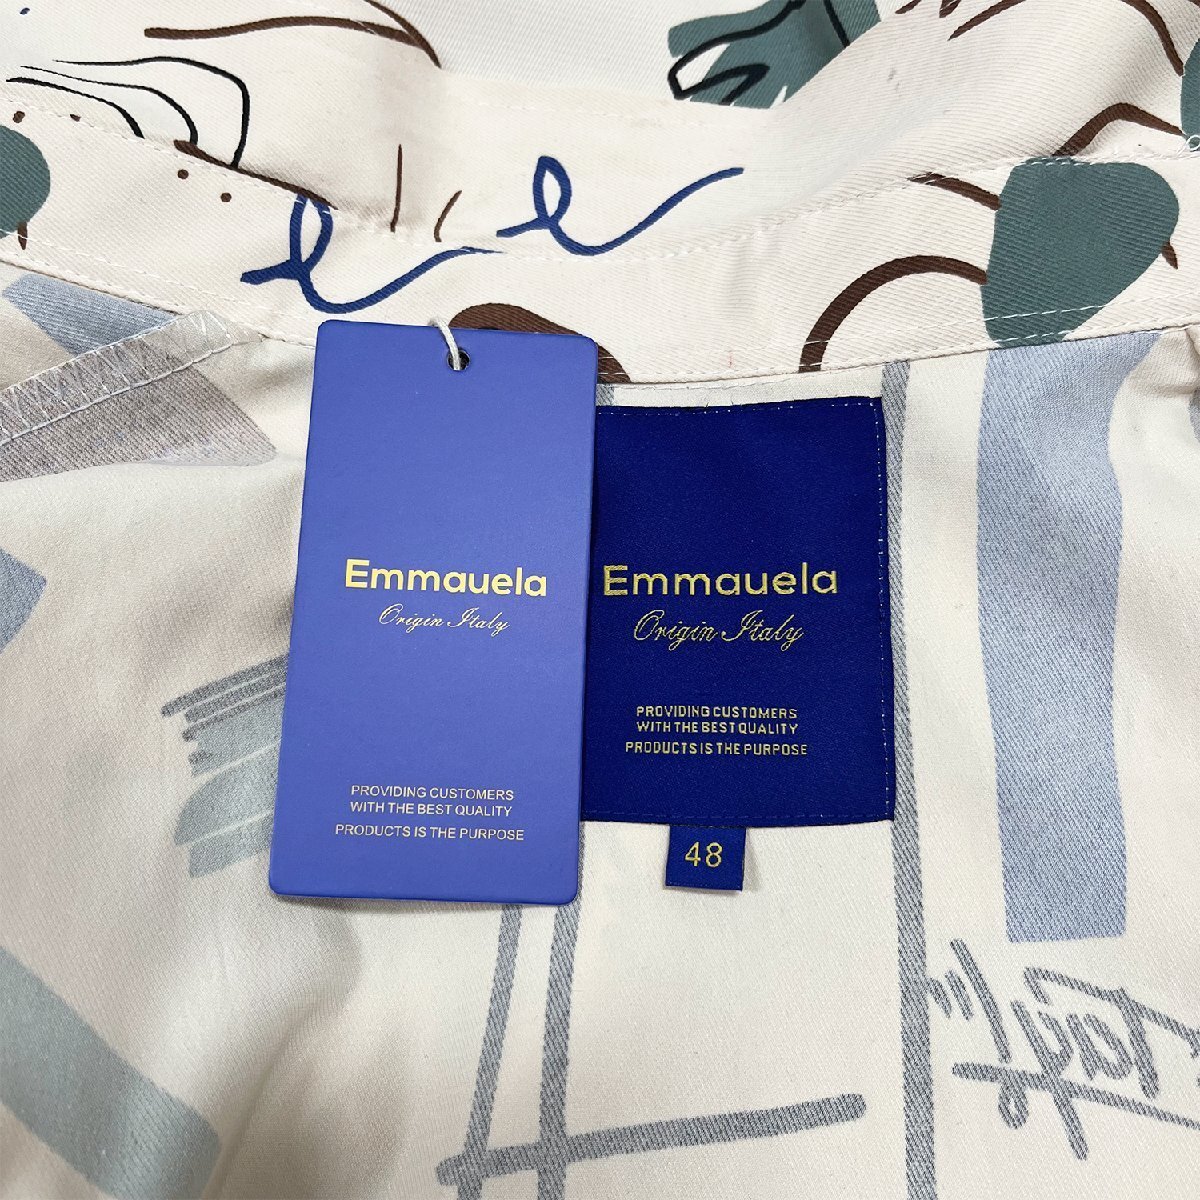 Emmauela
Origin Italy
PROVIDING CUSTOMERS
WITH THE BEST QUALITY
PRODUCTS IS THE PURPOSE
Emmauela
Origin Italy
PROVIDING CUSTOMERS
WITH THE BEST QUALITY
PRODUCTS IS THE PURPOSE
48